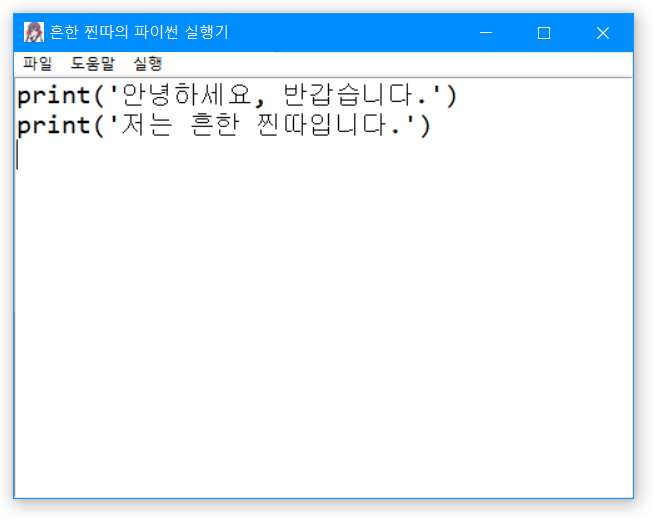 흔한 찐따의 파이썬 실행기
파일 도움말 실행
print('안녕하세요, 반갑습니다.')
print('저는 흔한 찐따입니다.')